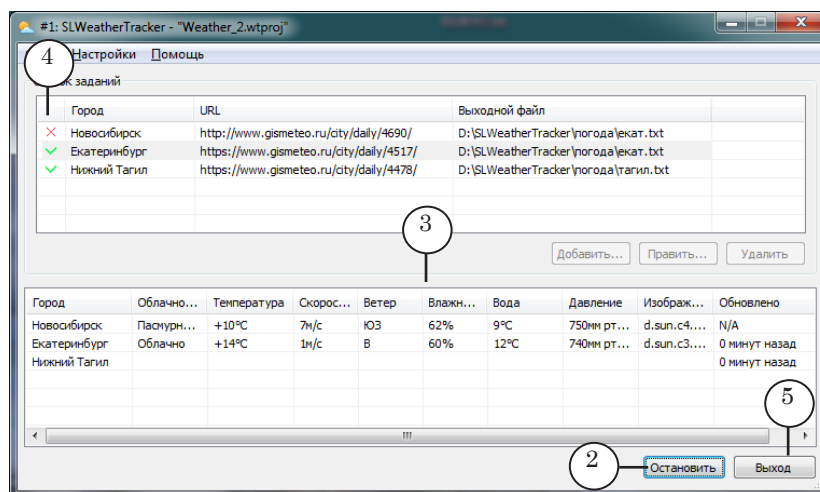 #1: SLWeatherTracker - "Weather_2.wtproj"
Настройки Помощь
4
заданий
Город URL Выходной файл
Новосибирск http://www.gismeteo.ru/city/daily/4690/ D:\SLWeatherTracker\погода\екат.txt
Екатеринбург https://www.gismeteo.ru/city/daily/4517/ D:\SLWeatherTracker\погода\екат.txt
Нижний Тагил https://www.gismeteo.ru/city/daily/4478/ D:\SLWeatherTracker\погода\тагил.txt
3
Добавить... Править... Удалить
Город Облачно... Температура Скорос... Ветер Влажн... Вода Давление Изображ... Обновлено
Новосибирск Пасмурн... +10°C 7м/с ЮЗ 62% 9°C 750мм рт... d.sun.c4.... N/A
Екатеринбург Облачно +14°C 1м/с В 60% 12°C 740мм рт... d.sun.c3.... 0 минут назад
Нижний Тагил 0 минут назад
5
2
Остановить Выход